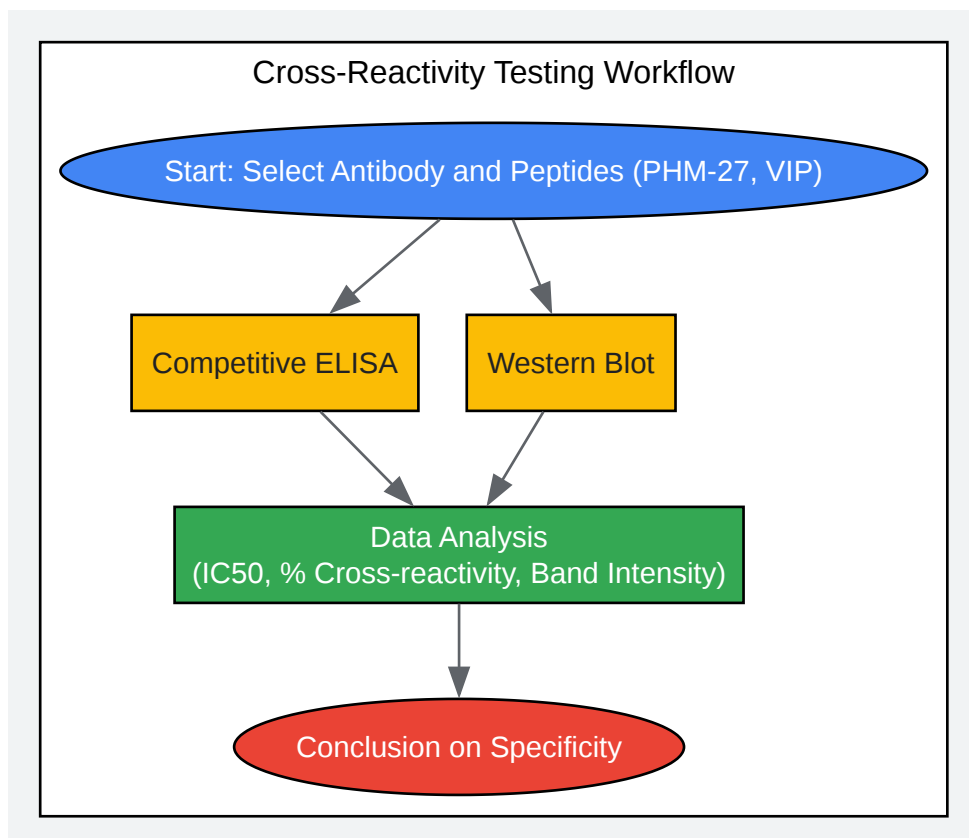 Cross-Reactivity Testing Workflow
Start: Select Antibody and Peptides (PHM-27, VIP)
Competitive ELISA
Western Blot
Data Analysis
(IC50, % Cross-reactivity, Band Intensity)
Conclusion on Specificity